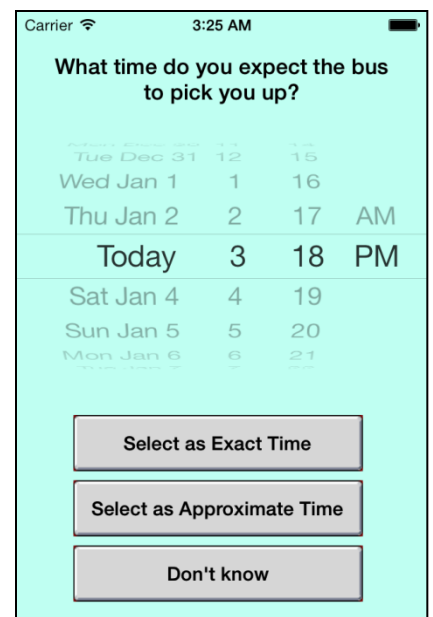 Carrier 3:25 AM
What time do you expect the bus
to pick you up?
Tue Dec 31 12 15
Wed Jan 1 1 16
Thu Jan 2 2 17 AM
Today 3 18 PM
Sat Jan 4 4 19
Sun Jan 5 5 20
Mon Jan 6 6 21
Select as Exact Time
Select as Approximate Time
Don't know